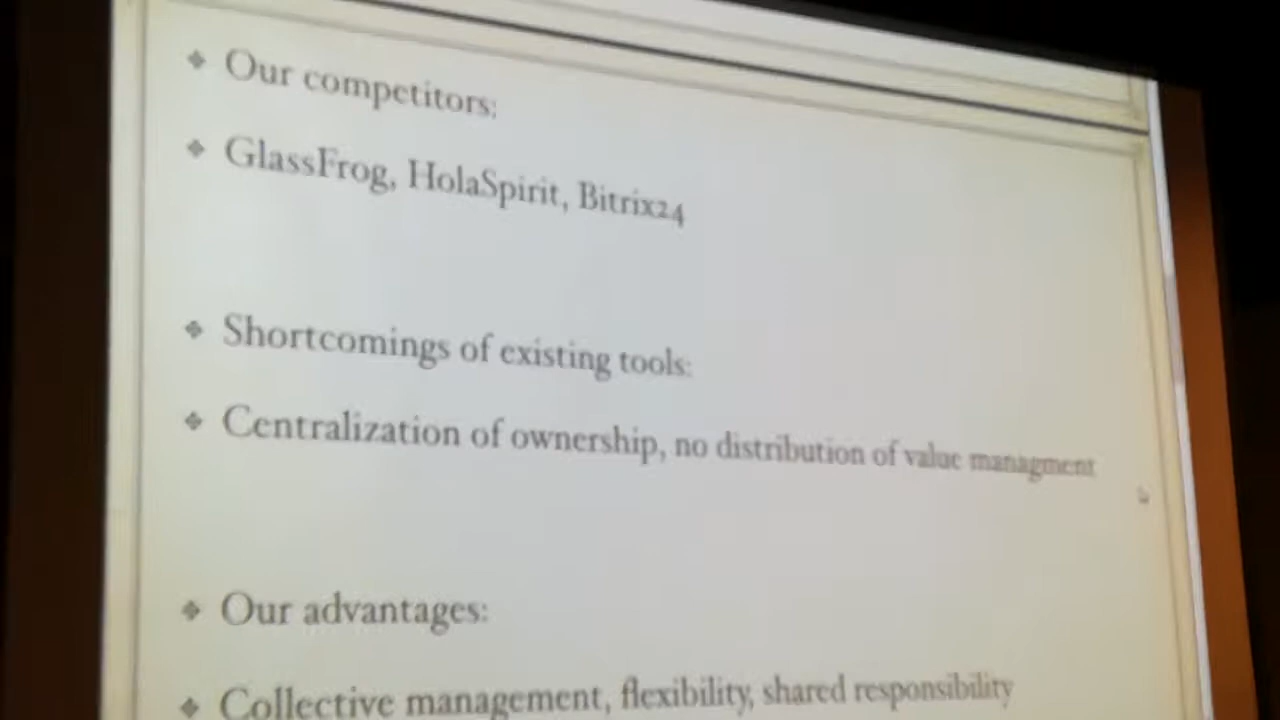 Our competitors:
GlassFrog, HolaSpirit, Bitrix24
Shortcomings of existing tools:
Centralization of ownership, no distribution of value managment
Our advantages:
Collective management, flexibility, shared responsibility